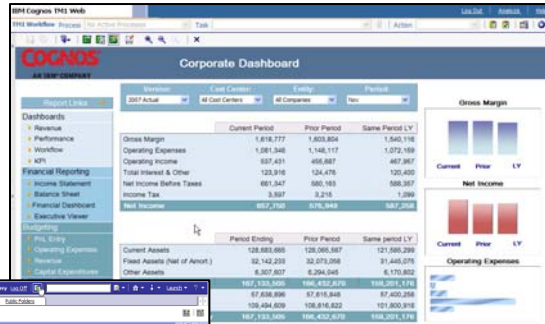 IBM Cognos TM1 Web
Log Out Analysis
TM1 Workflow Process No Active Processes Task Action
COGNOS
AN IBM COMPANY
Corporate Dashboard
Version: Cost Center: Entity: Period:
2007 Actual All Cost Centers All Companies Nov
Report Links
Gross Margin
Dashboards
Revenue
Performance
Workflow
KPI
Financial Reporting
Income Statement
Balance Sheet
Financial Dashboard
Executive Viewer
Budgeting
PnL Entry
Operating Expenses
Revenue
Capital Expenditures
Current Period Prior Period Same Period LY
Gross Margin 1,618,777 1,603,804 1,540,116
Operating Expenses 1,081,346 1,148,117 1,072,159
Operating Income 537,431 455,687 467,957
Total Interest & Other 123,916 124,476 120,400
Net Income Before Taxes 661,347 580,163 588,357
Income Tax 3,597 3,215 1,099
Net Income 657,750 576,948 587,258
Current Prior LY
Net Income
Current Prior LY
Operating Expenses
Period Ending Prior Period Same period LY
Current Assets 128,683,665 128,065,567 121,585,299
Fixed Assets (Net of Amort.) 32,142,233 32,073,058 31,445,075
Other Assets 6,307,607 6,294,045 6,170,802
167,133,505 166,432,670 159,201,176
57,638,896 57,615,848 57,400,258
109,494,609 108,816,822 101,800,918
167,133,505 166,432,670 159,201,176
Log Off Launch
Public Folders